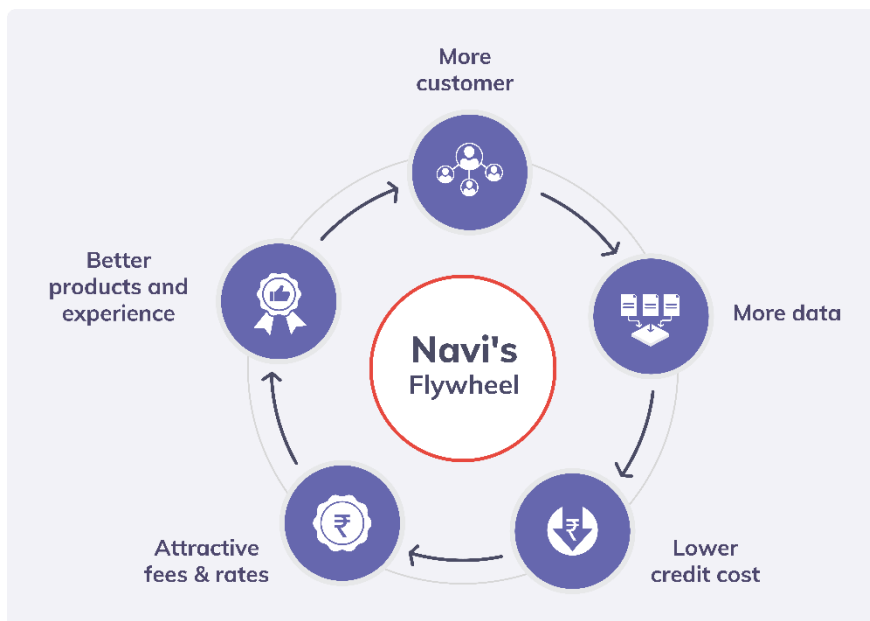 More
customer
Better
products and
experience
More data
Navi's
Flywheel
₹
₹
Attractive
fees & rates
Lower
credit cost